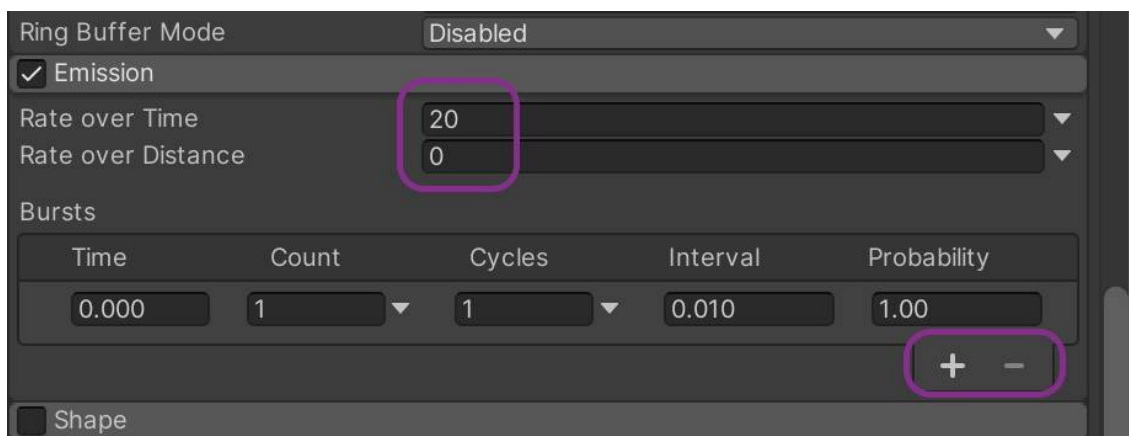 Ring Buffer Mode Disabled
Emission
Rate over Time 20
Rate over Distance 0
Bursts
Time Count Cycles Interval Probability
0.000 1 1 0.010 1.00
+ −
Shape